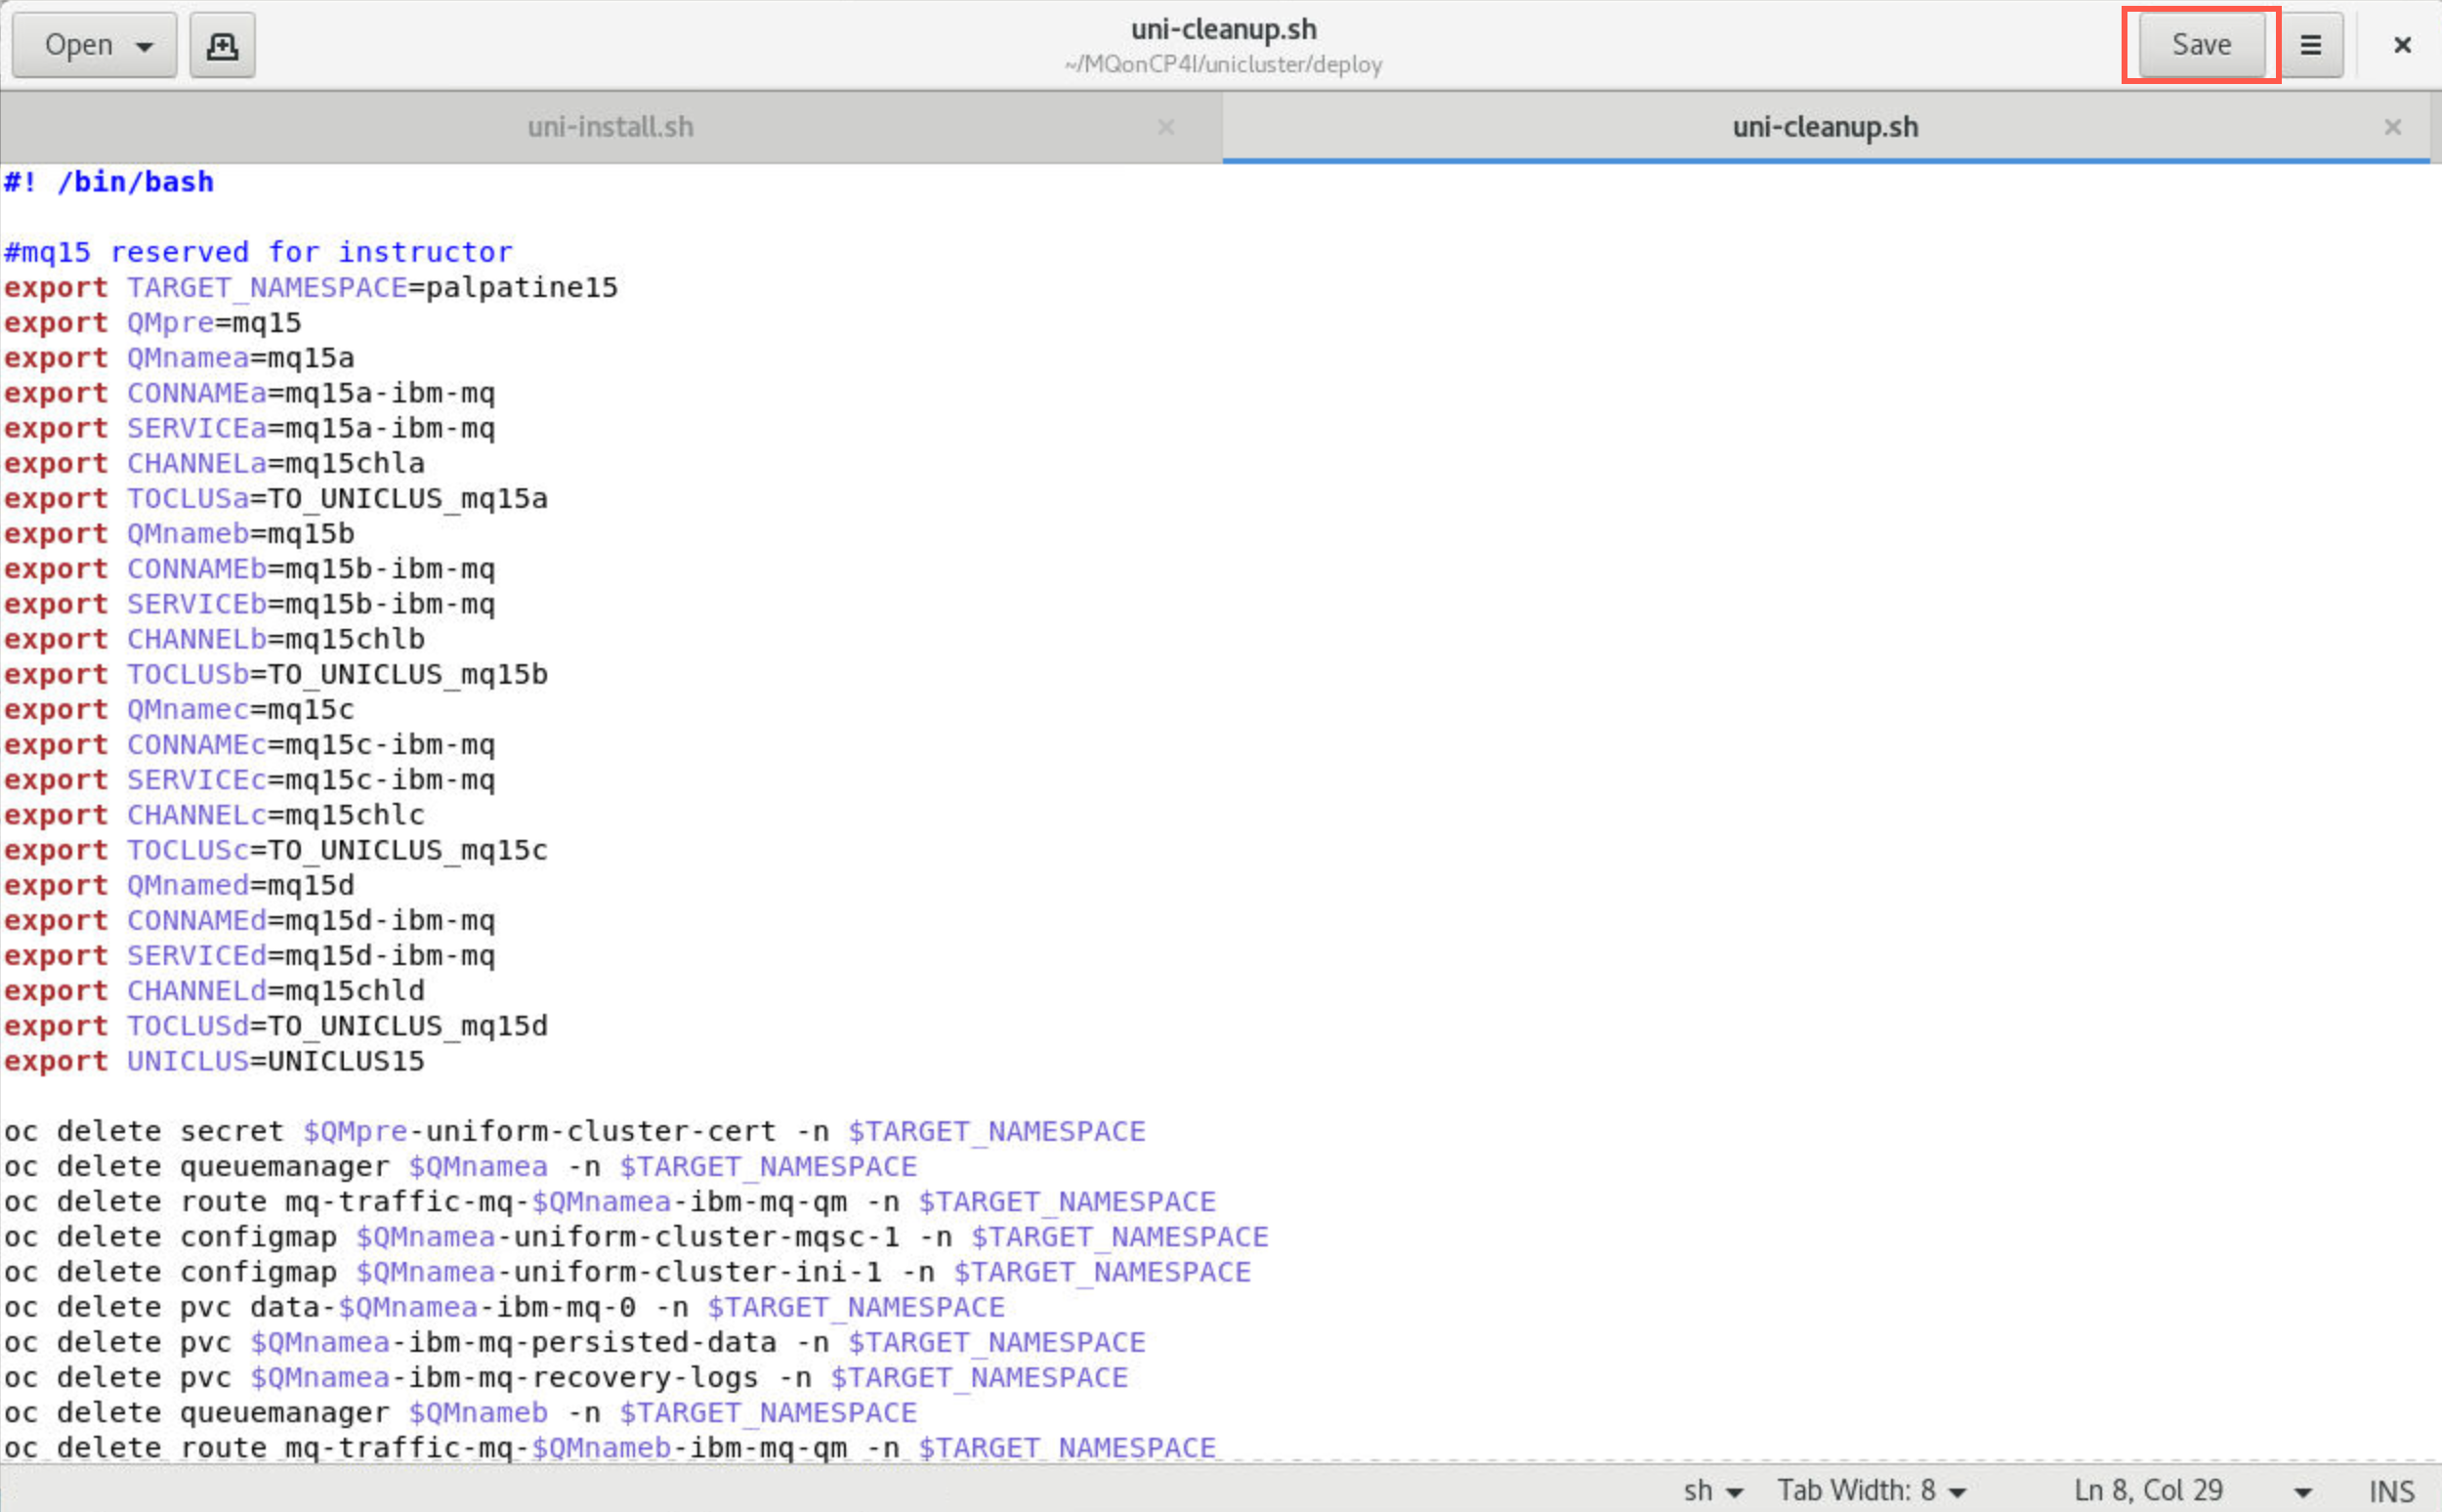 Open
uni-cleanup.sh
~/MQonCP4I/unicluster/deploy
Save
uni-install.sh
uni-cleanup.sh
#! /bin/bash
#mq15 reserved for instructor
export TARGET_NAMESPACE=palpatine15
export QMpre=mq15
export QMnamea=mq15a
export CONNAMEa=mq15a-ibm-mq
export SERVICEa=mq15a-ibm-mq
export CHANNELa=mq15chla
export TOCLUSa=TO_UNICLUS_mq15a
export QMnameb=mq15b
export CONNAMEb=mq15b-ibm-mq
export SERVICEb=mq15b-ibm-mq
export CHANNELb=mq15chlb
export TOCLUSb=TO_UNICLUS_mq15b
export QMnamec=mq15c
export CONNAMEc=mq15c-ibm-mq
export SERVICEc=mq15c-ibm-mq
export CHANNELc=mq15chlc
export TOCLUSc=TO_UNICLUS_mq15c
export QMnamed=mq15d
export CONNAMEd=mq15d-ibm-mq
export SERVICEd=mq15d-ibm-mq
export CHANNELd=mq15chld
export TOCLUSd=TO_UNICLUS_mq15d
export UNICLUS=UNICLUS15
oc delete secret $QMpre-uniform-cluster-cert -n $TARGET_NAMESPACE
oc delete queuemanager $QMnamea -n $TARGET_NAMESPACE
oc delete route mq-traffic-mq-$QMnamea-ibm-mq-qm -n $TARGET_NAMESPACE
oc delete configmap $QMnamea-uniform-cluster-mqsc-1 -n $TARGET_NAMESPACE
oc delete configmap $QMnamea-uniform-cluster-ini-1 -n $TARGET_NAMESPACE
oc delete pvc data-$QMnamea-ibm-mq-0 -n $TARGET_NAMESPACE
oc delete pvc $QMnamea-ibm-mq-persisted-data -n $TARGET_NAMESPACE
oc delete pvc $QMnamea-ibm-mq-recovery-logs -n $TARGET_NAMESPACE
oc delete queuemanager $QMnameb -n $TARGET_NAMESPACE
oc delete route mq-traffic-mq-$QMnameb-ibm-mq-qm -n $TARGET_NAMESPACE
sh Tab Width: 8 Ln 8, Col 29 INS